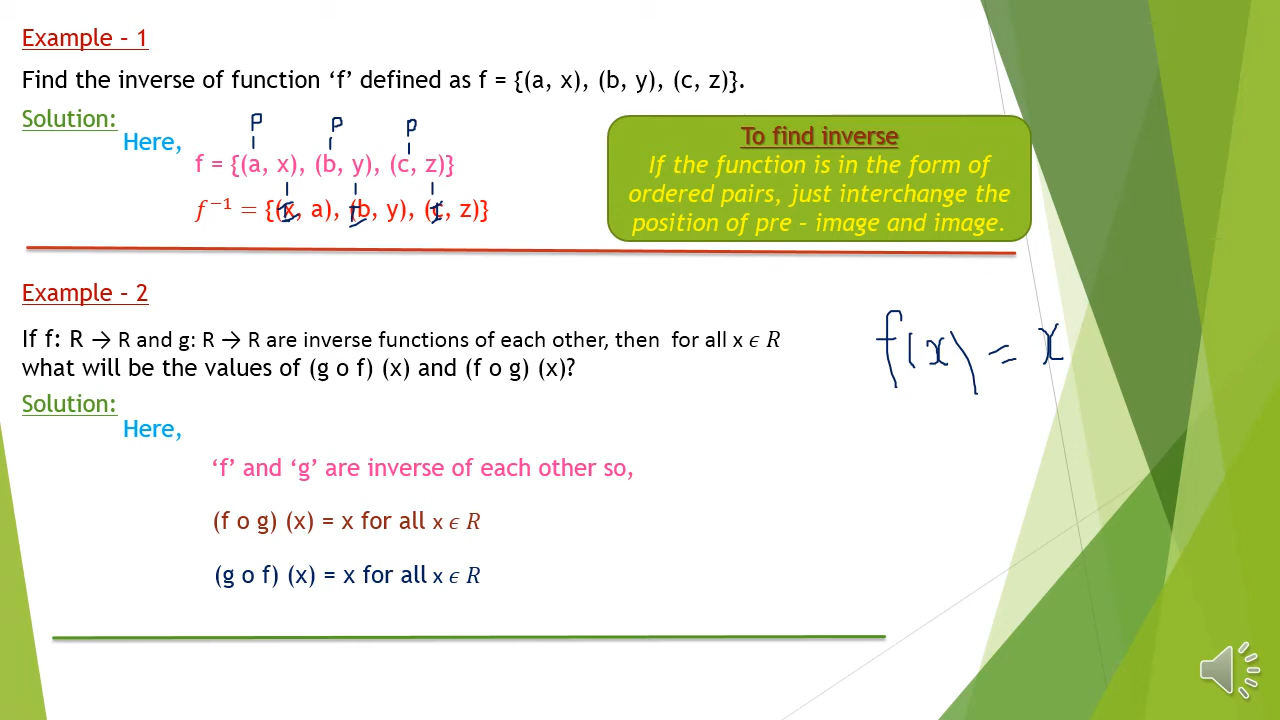 Example – 1
Find the inverse of function ‘f’ defined as f = {(a, x), (b, y), (c, z)}.
Solution:
Here,
P P P
f = {(a, x), (b, y), (c, z)}
f⁻¹ = {(x, a), (b, y), (c, z)}
To find inverse
If the function is in the form of
ordered pairs, just interchange the
position of pre – image and image.
Example – 2
If f: R → R and g: R → R are inverse functions of each other, then for all x ϵ R
what will be the values of (g o f) (x) and (f o g) (x)?
f(x) = x
Solution:
Here,
‘f’ and ‘g’ are inverse of each other so,
(f o g) (x) = x for all x ϵ R
(g o f) (x) = x for all x ϵ R